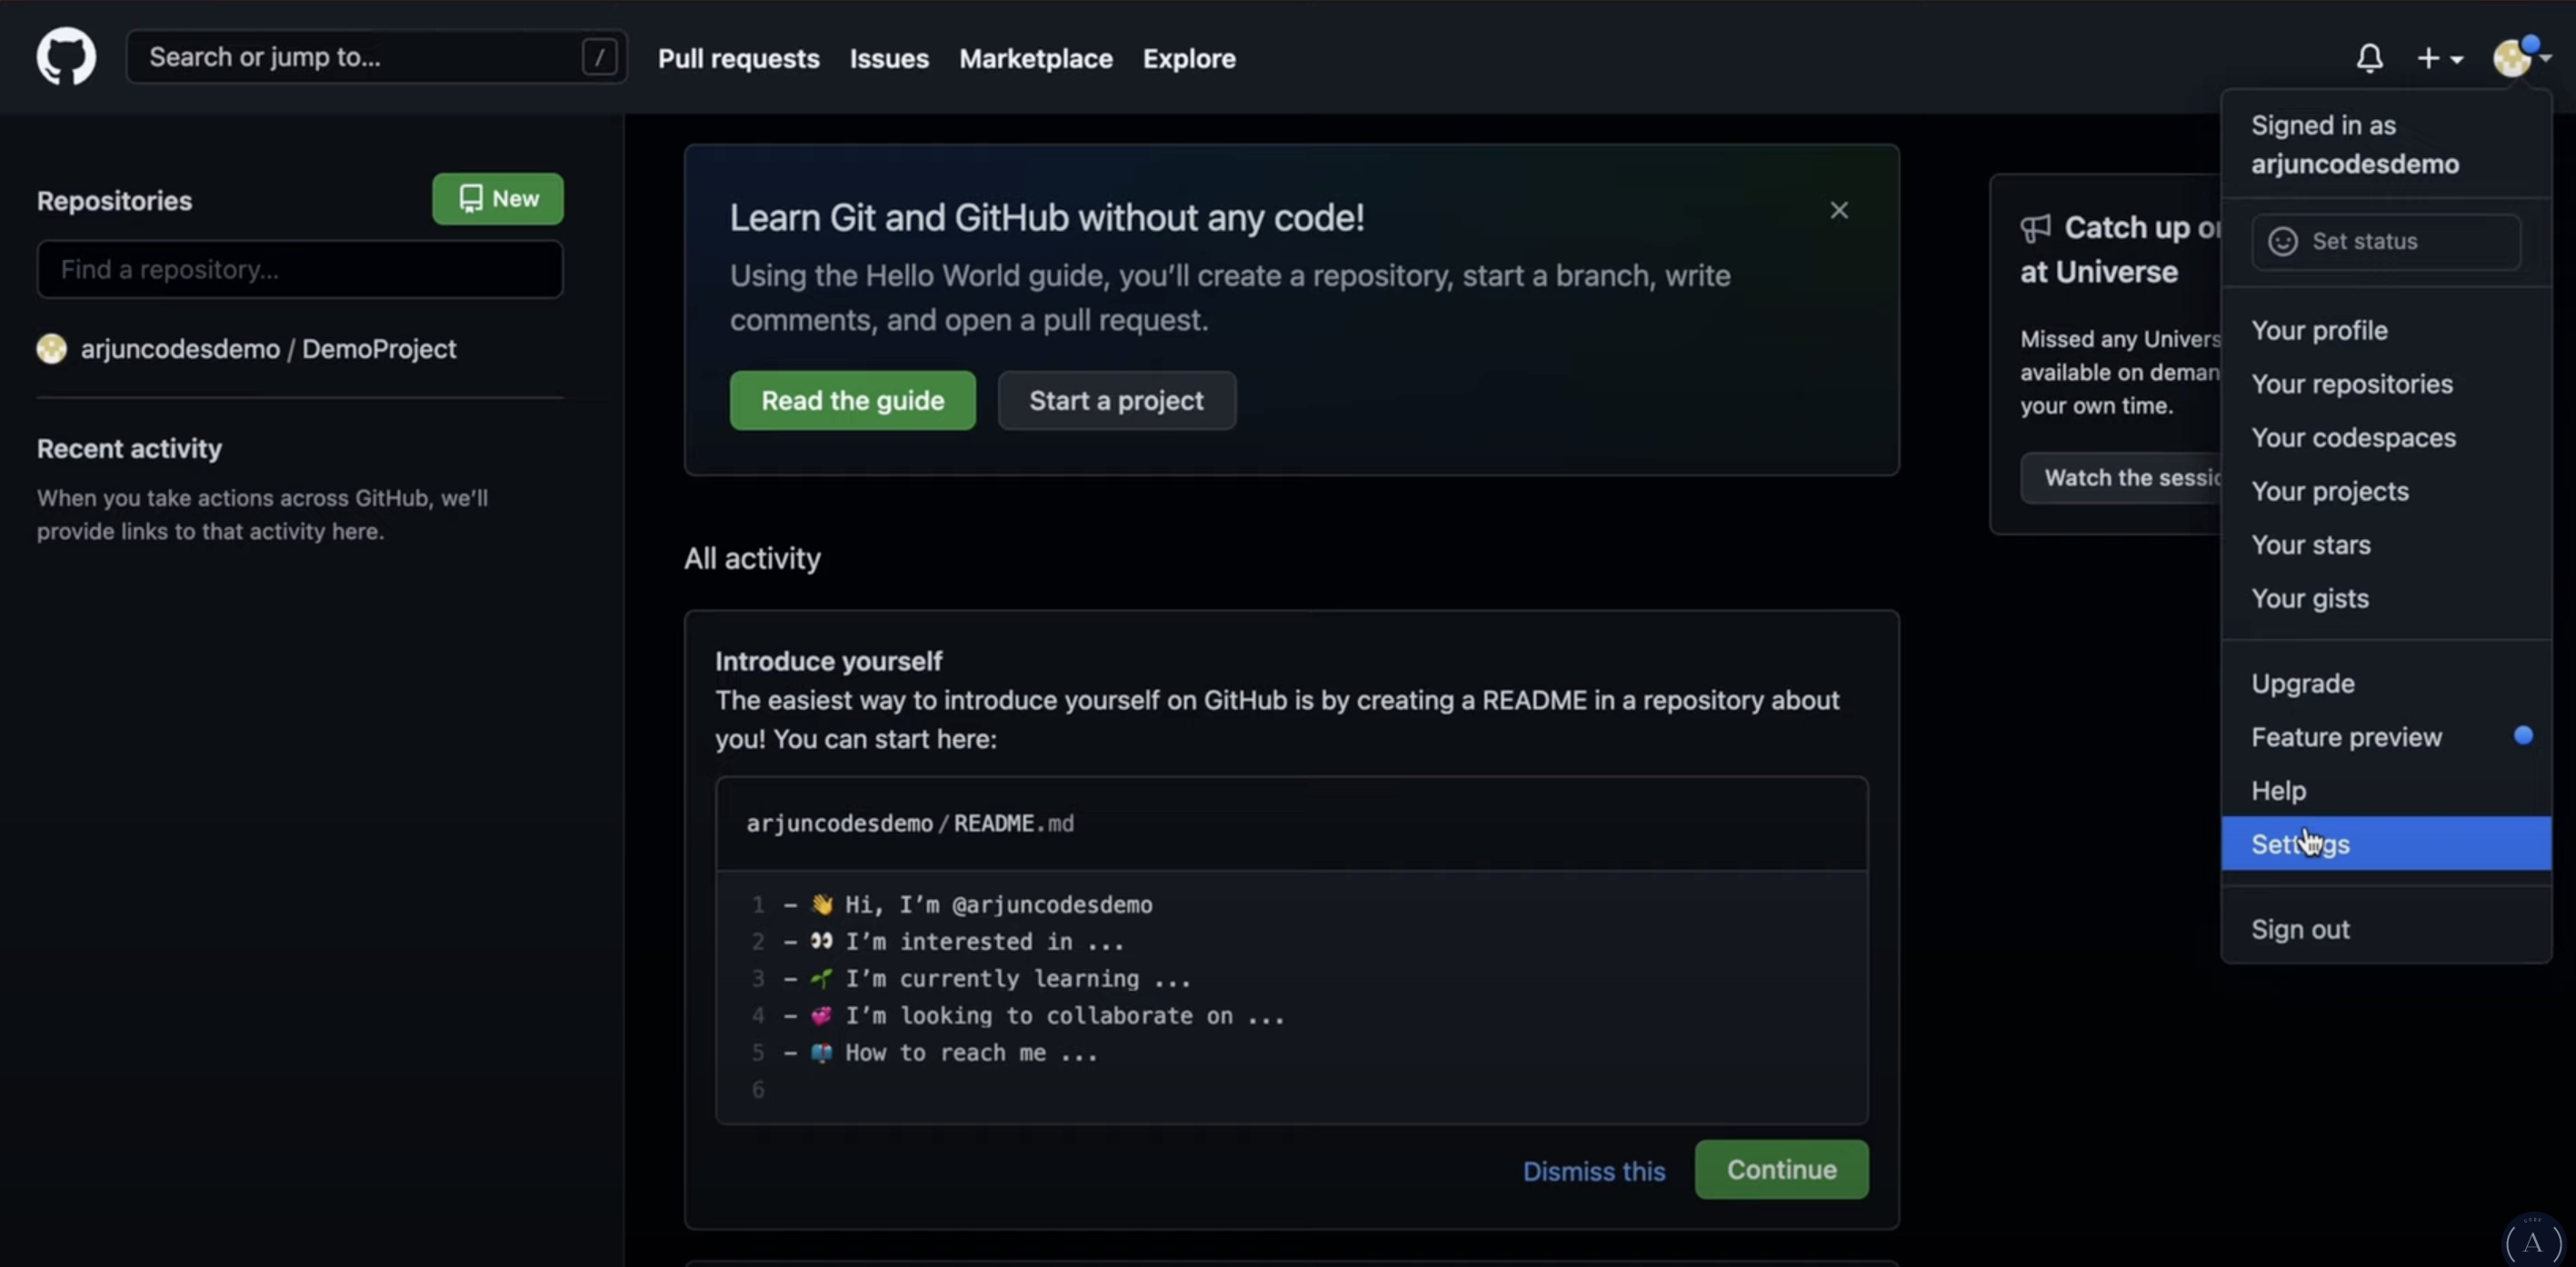 Search or jump to... /
Pull requests
Issues
Marketplace
Explore
Repositories
New
Find a repository...
arjuncodesdemo / DemoProject
Recent activity
When you take actions across GitHub, we’ll
provide links to that activity here.
Learn Git and GitHub without any code!
Using the Hello World guide, you’ll create a repository, start a branch, write
comments, and open a pull request.
Read the guide
Start a project
All activity
Introduce yourself
The easiest way to introduce yourself on GitHub is by creating a README in a repository about
you! You can start here:
arjuncodesdemo / README.md
1 - 👋 Hi, I’m @arjuncodesdemo
2 - 👀 I’m interested in ...
3 - 🌱 I’m currently learning ...
4 - 💞️ I’m looking to collaborate on ...
5 - 📫 How to reach me ...
6
Dismiss this
Continue
Catch up
at Universe
Missed any
available on
your own time.
Watch the
Signed in as
arjuncodesdemo
Set status
Your profile
Your repositories
Your codespaces
Your projects
Your stars
Your gists
Upgrade
Feature preview
Help
Settings
Sign out
(A)